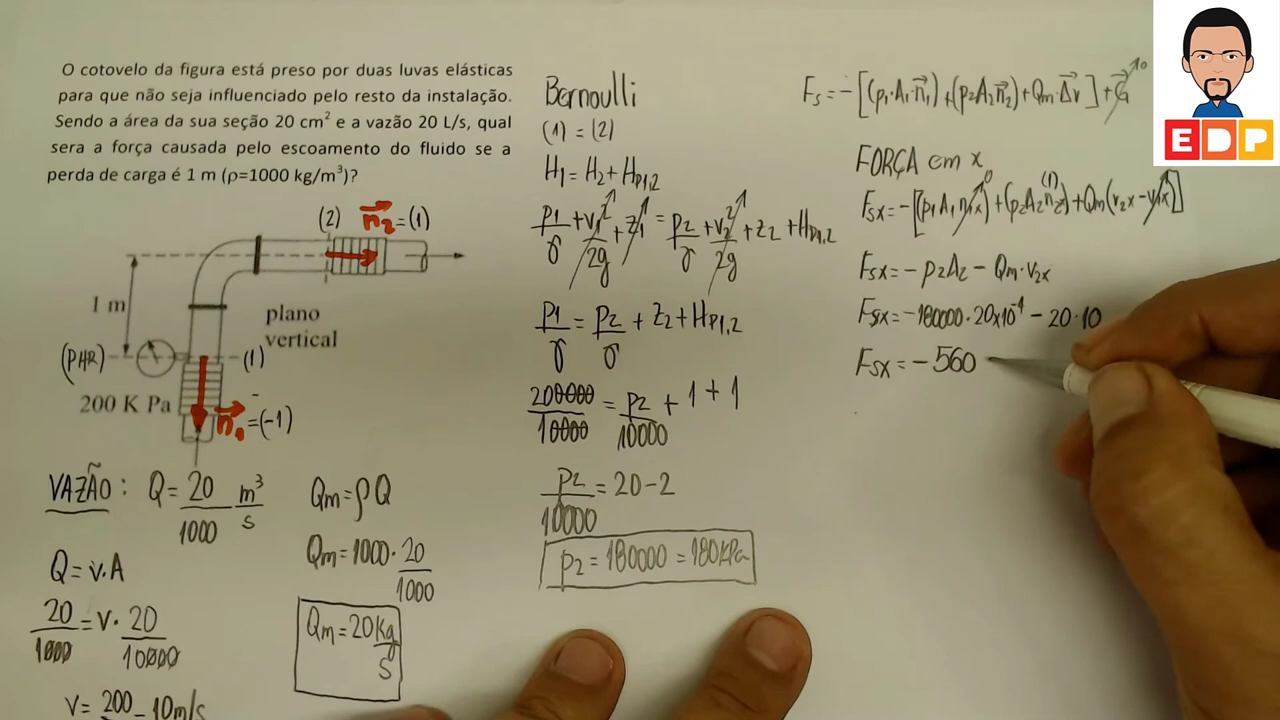 O cotovelo da figura está preso por duas luvas elásticas
para que não seja influenciado pelo resto da instalação.
Sendo a área da sua seção 20 cm² e a vazão 20 L/s, qual
sera a força causada pelo escoamento do fluido se a
perda de carga é 1 m (ρ=1000 kg/m³)?
(2) n₂=(1)
1 m
plano
vertical
(PHR)
(1)
200 K Pa
n₁=(-1)
VAZÃO: Q=20/1000 m³/s
Q=v.A
20/1000=v·20/10000
v=200=10m/s
Qm=ρQ
Qm=1000·20/1000
Qm=20Kg/s
Bernoulli
(1)=(2)
H1=H2+Hp1,2
p1/γ+v1²/2g+z1=p2/γ+v2²/2g+z2+Hp1,2
p1/γ=p2/γ+z2+Hp1,2
200000/10000=p2/10000+1+1
p2/10000=20-2
p2=180000=180KPa
Fs=-[(p1.A1.n1)+(p2A2n2)+Qm.Δv]+G 0
FORÇA em x
Fsx=-[(p1A1n1x)0+(p2A2n2)(1)+Qm(v2x-v1x)]
Fsx=-p2A2-Qm.v2x
Fsx=-180000·20x10⁻⁴-20·10
Fsx=-560
EDP